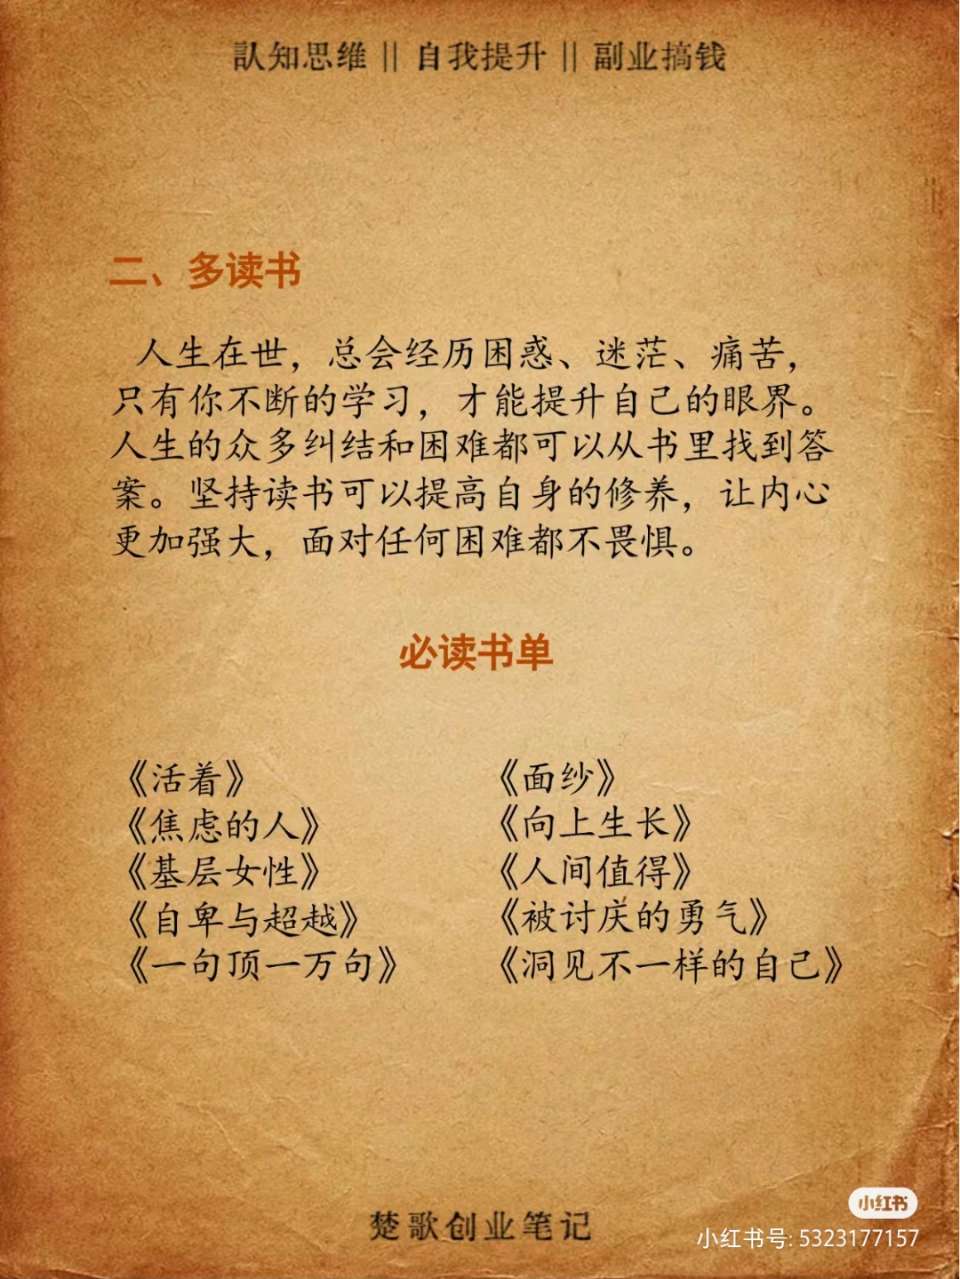 認知思维 || 自我提升 || 副业搞钱
二、多读书
人生在世，总会经历困惑、迷茫、痛苦，
只有你不断的学习，才能提升自己的眼界。
人生的众多纠结和困难都可以从书里找到答
案。坚持读书可以提高自身的修养，让内心
更加强大，面对任何困难都不畏惧。
必读书单
《活着》 《面纱》
《焦虑的人》 《向上生长》
《基层女性》 《人间值得》
《自卑与超越》 《被讨厌的勇气》
《一句顶一万句》 《洞见不一样的自己》
楚歌创业笔记
小红书
小红书号: 5323177157